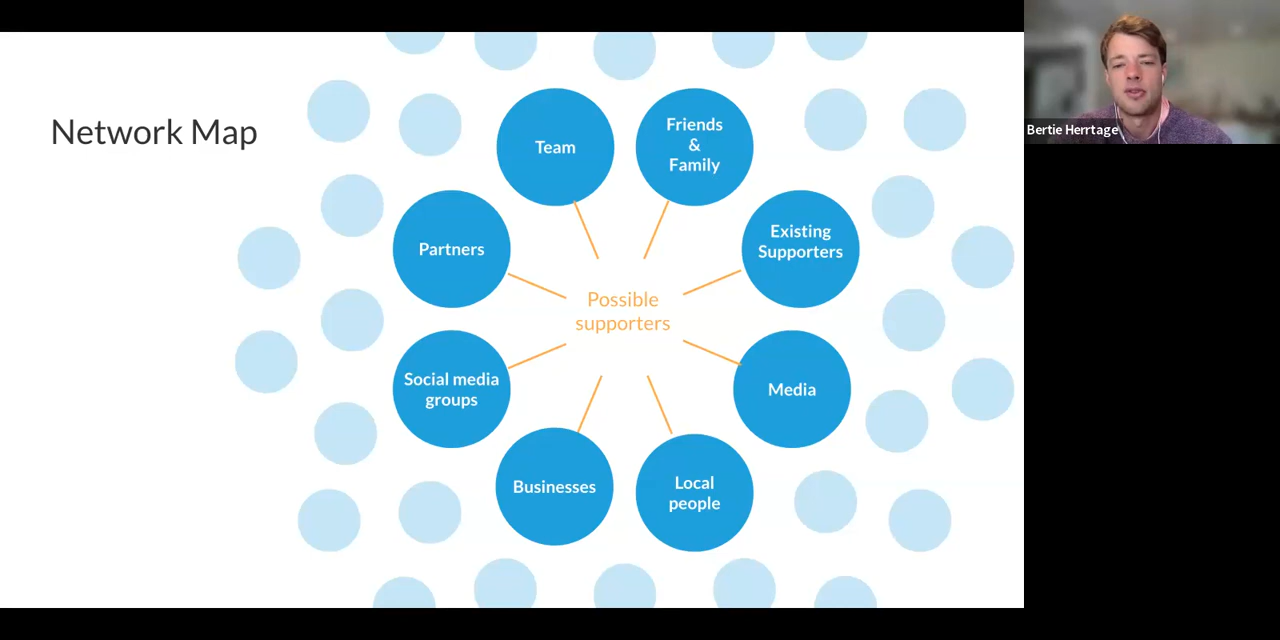 Network Map
Team
Friends
&
Family
Partners
Existing
Supporters
Possible
supporters
Social media
groups
Media
Businesses
Local
people
Bertie Herrtage